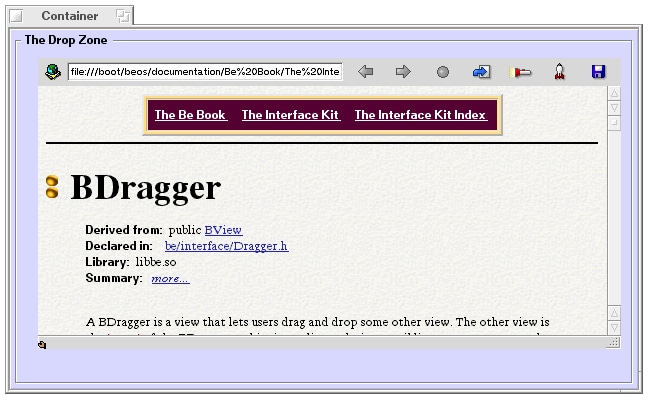 Container
The Drop Zone
file:///boot/beos/documentation/Be%20Book/The%20Inte
The Be Book The Interface Kit The Interface Kit Index
BDragger
Derived from: public BView
Declared in: be/interface/Dragger.h
Library: libbe.so
Summary: more...
A BDragger is a view that lets users drag and drop some other view. The other view is